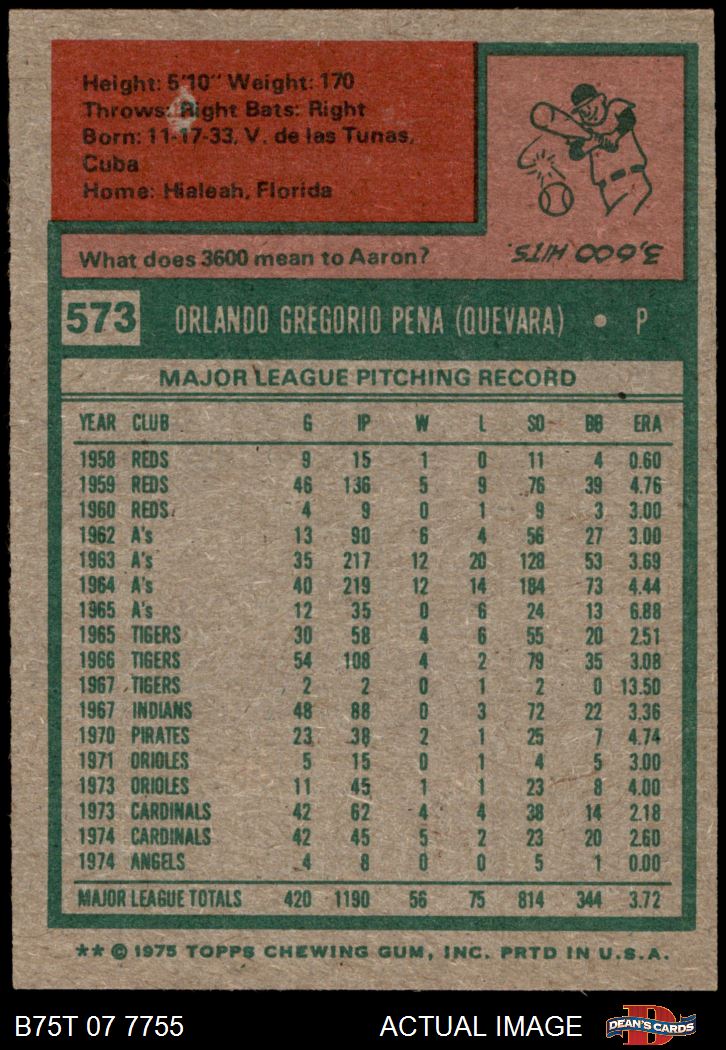 Height: 5'10" Weight: 170
Throws: Right Bats: Right
Born: 11-17-33, V. de las Tunas,
Cuba
Home: Hialeah, Florida
3,600 HITS.
What does 3600 mean to Aaron?
573 ORLANDO GREGORIO PENA (QUEVARA) • P
MAJOR LEAGUE PITCHING RECORD
YEAR CLUB G IP W L SO BB ERA
1958 REDS 9 15 1 0 11 4 0.60
1959 REDS 46 136 5 9 76 39 4.76
1960 REDS 4 9 0 1 9 3 3.00
1962 A's 13 90 6 4 56 27 3.00
1963 A's 35 217 12 20 128 53 3.69
1964 A's 40 219 12 14 184 73 4.44
1965 A's 12 35 0 6 24 13 6.88
1965 TIGERS 30 58 4 6 55 20 2.51
1966 TIGERS 54 108 4 2 79 35 3.08
1967 TIGERS 2 2 0 1 2 0 13.50
1967 INDIANS 48 88 0 3 72 22 3.36
1970 PIRATES 23 38 2 1 25 7 4.74
1971 ORIOLES 5 15 0 1 4 5 3.00
1973 ORIOLES 11 45 1 1 23 8 4.00
1973 CARDINALS 42 62 4 4 38 14 2.18
1974 CARDINALS 42 45 5 2 23 20 2.60
1974 ANGELS 4 8 0 0 5 1 0.00
MAJOR LEAGUE TOTALS 420 1190 56 75 814 344 3.72
** © 1975 TOPPS CHEWING GUM, INC. PRTD IN U.S.A.
B75T 07 7755 ACTUAL IMAGE DEAN'S CARDS